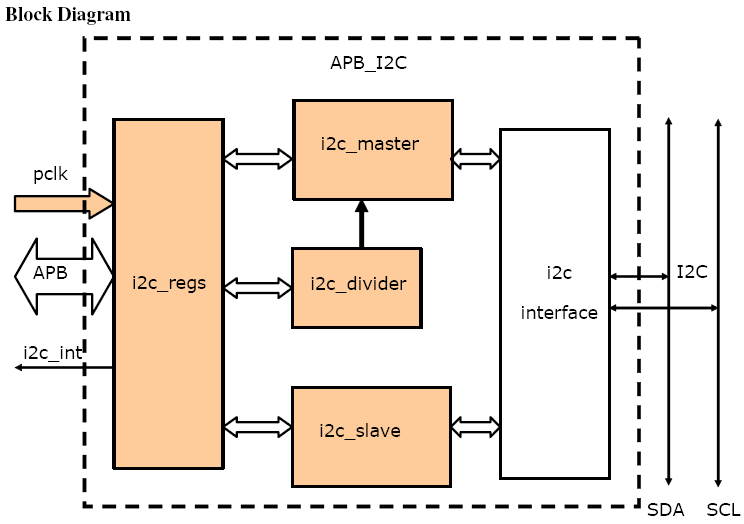 Block Diagram
APB_I2C
i2c_master
pclk
APB
i2c_regs
i2c_divider
i2c
interface
I2C
i2c_int
i2c_slave
SDA
SCL